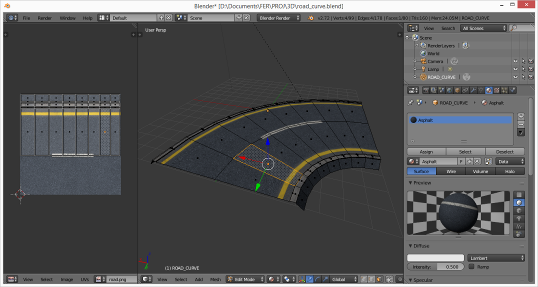 Blender* [D:\Documents\FER\PROJ\3D\road_curve.blend]
File Render Window Help Default Scene Blender Render
View Search All Scenes
Scene
RenderLayers
World
Camera
Lamp
ROAD_CURVE
User Persp
ROAD_CURVE Asphalt
Asphalt
Assign Select Deselect
Asphalt F Data
Surface Wire Volume Halo
Preview
Diffuse
Lambert
Intensity: 0.500 Ramp
Specular
(1) ROAD_CURVE
View Select Image UVs road.png
View Select Add Mesh Edit Mode Global